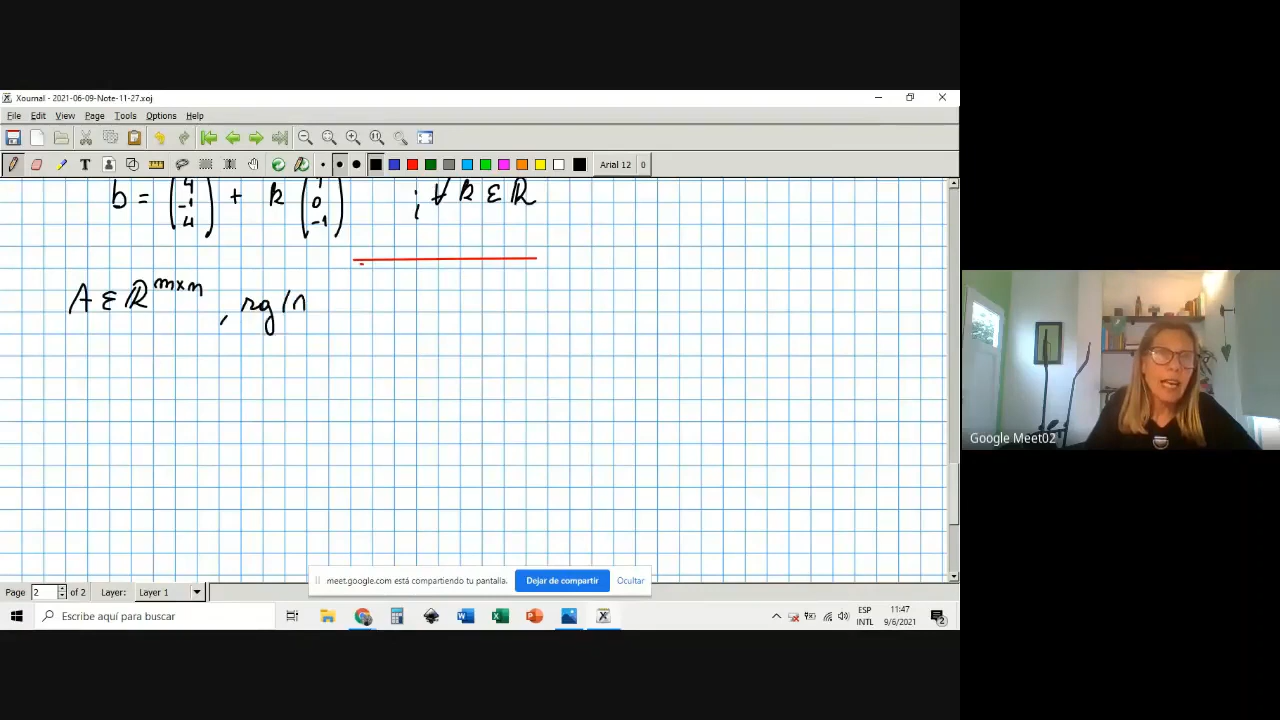 Xournal - 2021-06-09-Note-11-27.xoj
File Edit View Page Tools Options Help
Arial 12 0
b = (4 -1 4) + k (1 0 -1) ; ∀ k ∈ ℝ
A ∈ ℝ^{m×n} , rg (
Google Meet02
meet.google.com está compartiendo tu pantalla. Dejar de compartir Ocultar
Page 2 of 2 Layer: Layer 1
Escribe aquí para buscar
ESP 11:47
INTL 9/6/2021
2